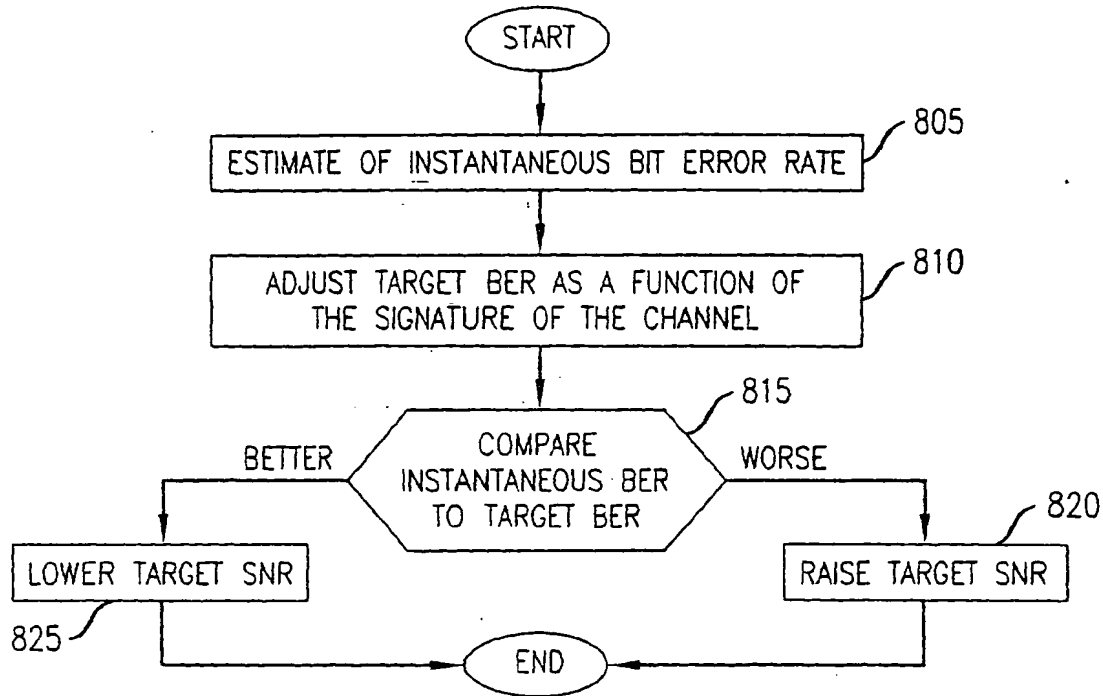 START
805
ESTIMATE OF INSTANTANEOUS BIT ERROR RATE
810
ADJUST TARGET BER AS A FUNCTION OF
THE SIGNATURE OF THE CHANNEL
815
COMPARE
INSTANTANEOUS BER
TO TARGET BER
BETTER
WORSE
820
LOWER TARGET SNR
RAISE TARGET SNR
825
END